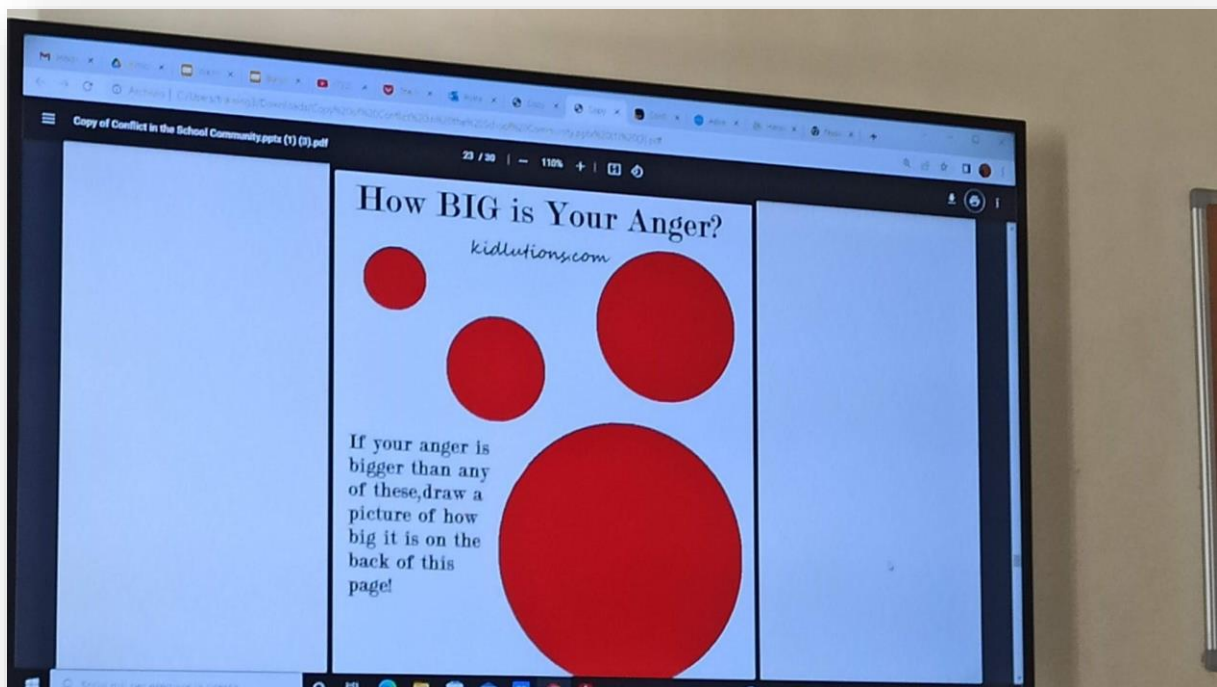 Copy of Conflict in the School Community.pptx (1) (3).pdf
23 / 30 | − 110% + |
How BIG is Your Anger?
kidlutions.com
If your anger is
bigger than any
of these,draw a
picture of how
big it is on the
back of this
page!